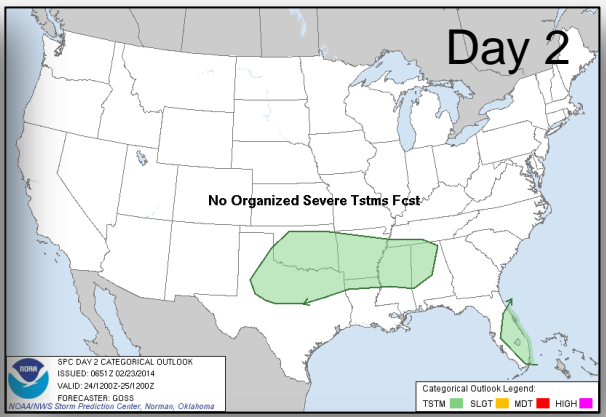 Day 2
No Organized Severe Tstms Fcst
NOAA
SPC DAY 2 CATEGORICAL OUTLOOK
ISSUED: 0651Z 02/23/2014
VALID: 24/1200Z-25/1200Z
FORECASTER: GOSS
NOAA/NWS Storm Prediction Center, Norman, Oklahoma
Categorical Outlook Legend:
TSTM SLGT MDT HIGH